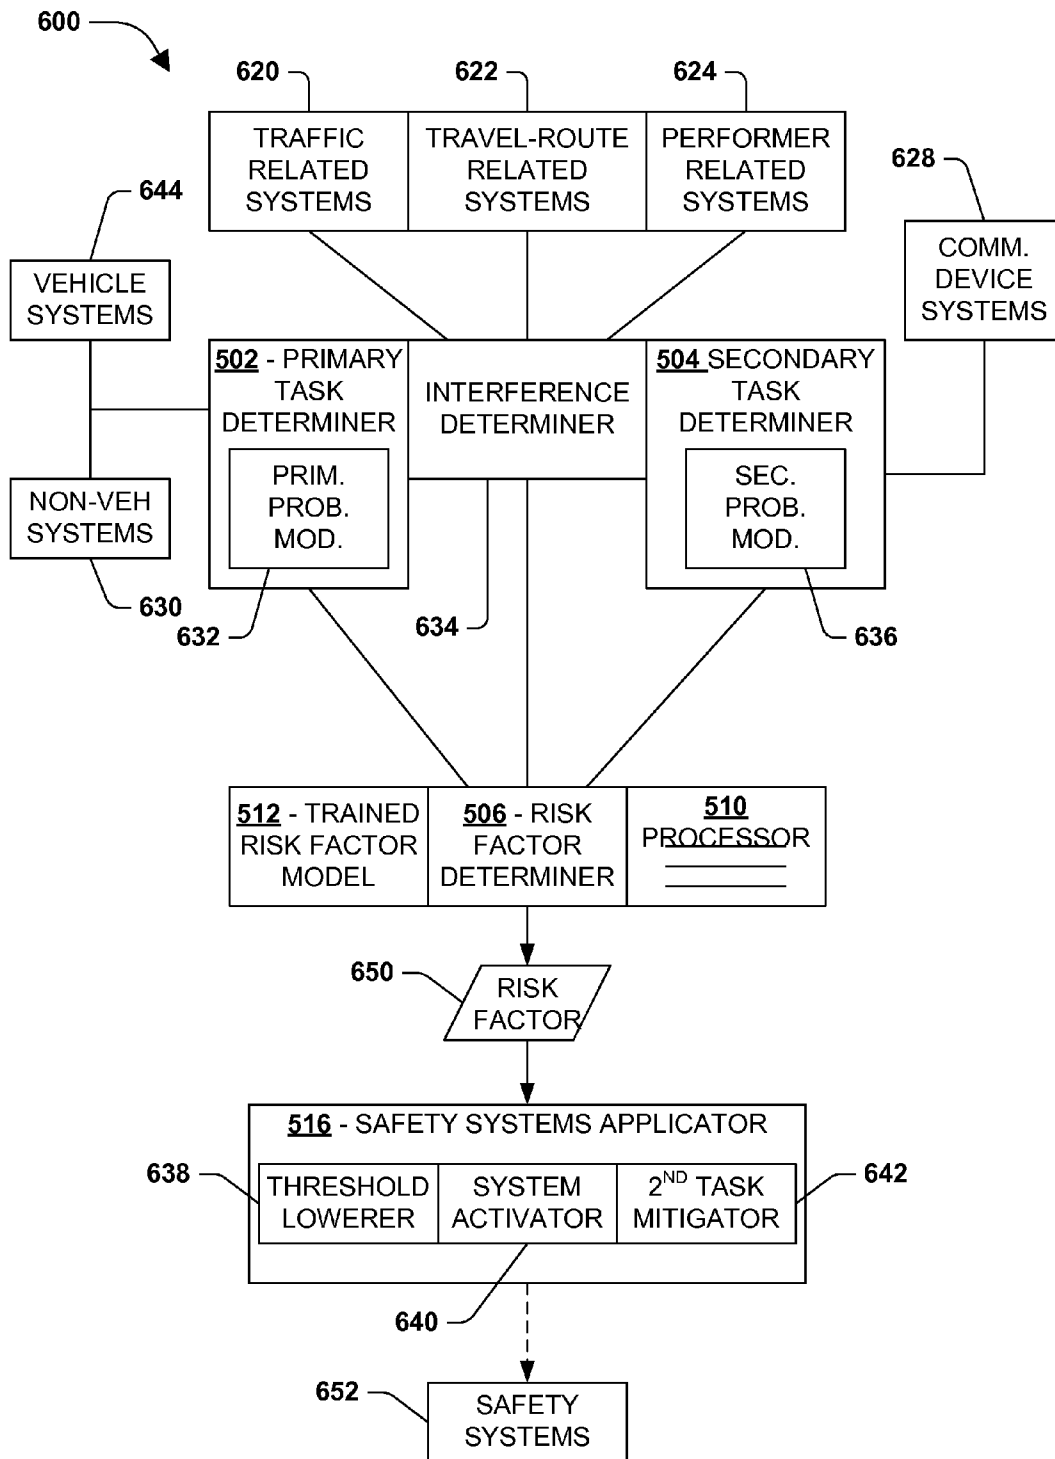 600
620
622
624
TRAFFIC
RELATED
SYSTEMS
TRAVEL-ROUTE
RELATED
SYSTEMS
PERFORMER
RELATED
SYSTEMS
628
644
COMM.
DEVICE
SYSTEMS
VEHICLE
SYSTEMS
502 - PRIMARY
TASK
DETERMINER
INTERFERENCE
DETERMINER
504 SECONDARY
TASK
DETERMINER
PRIM.
PROB.
MOD.
SEC.
PROB.
MOD.
NON-VEH
SYSTEMS
630
632
634
636
512 - TRAINED
RISK FACTOR
MODEL
506 - RISK
FACTOR
DETERMINER
510
PROCESSOR
650
RISK
FACTOR
516 - SAFETY SYSTEMS APPLICATOR
638
THRESHOLD
LOWERER
SYSTEM
ACTIVATOR
2ND TASK
MITIGATOR
642
640
652
SAFETY
SYSTEMS